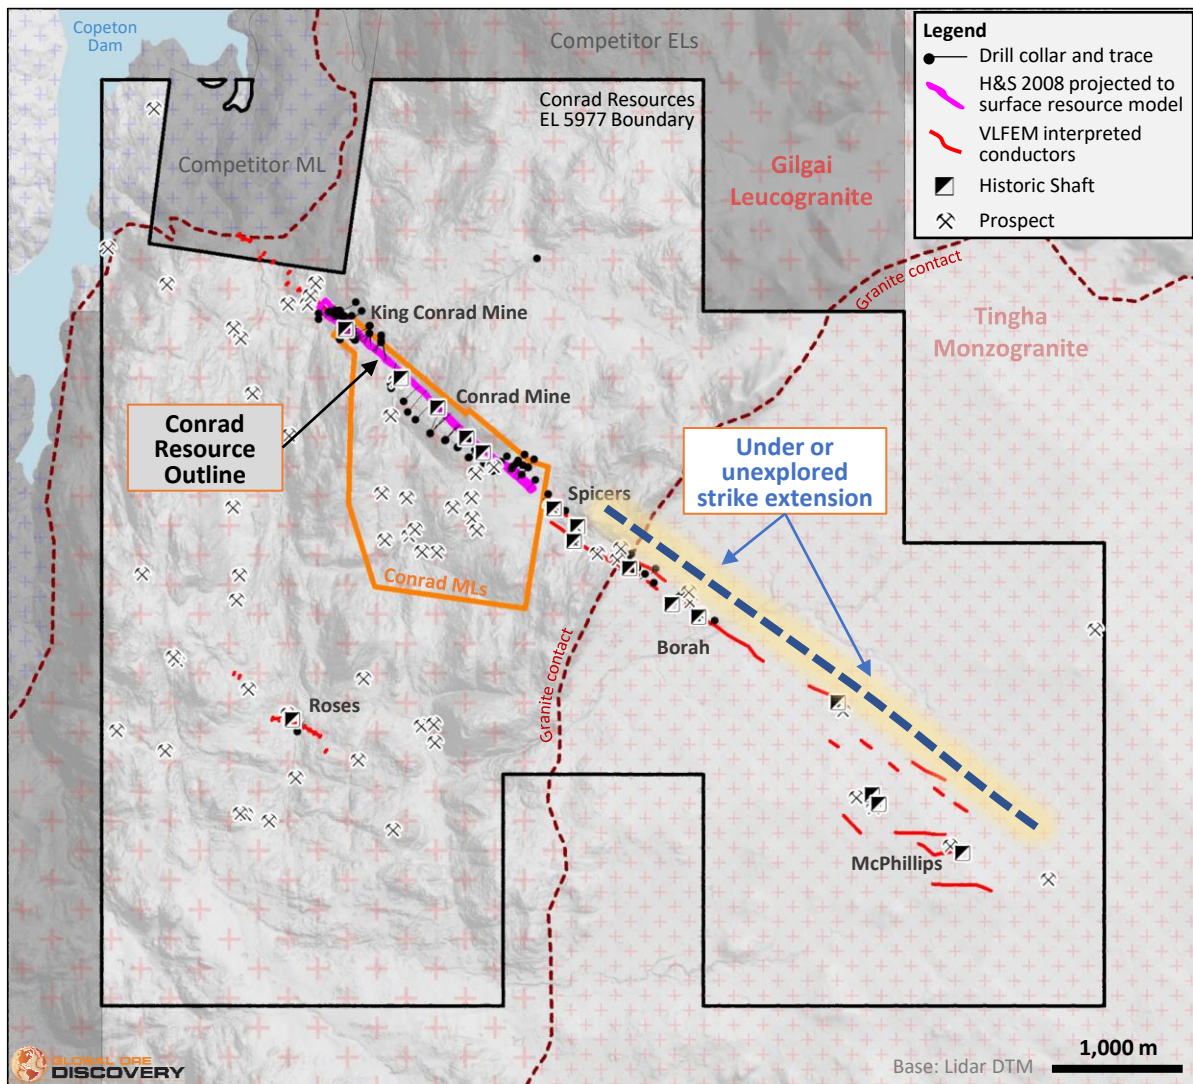 Copeton
Dam
Competitor ELs
Conrad Resources
EL 5977 Boundary
Competitor ML
Gilgai
Leucogranite
Legend
Drill collar and trace
H&S 2008 projected to
surface resource model
VLFEM interpreted
conductors
Historic Shaft
Prospect
Granite contact
Tingha
Monzogranite
King Conrad Mine
Conrad Mine
Conrad
Resource
Outline
Under or
unexplored
strike extension
Spicers
Conrad MLs
Borah
Granite contact
Roses
McPhillips
GLOBAL ORE
DISCOVERY
Base: Lidar DTM
1,000 m